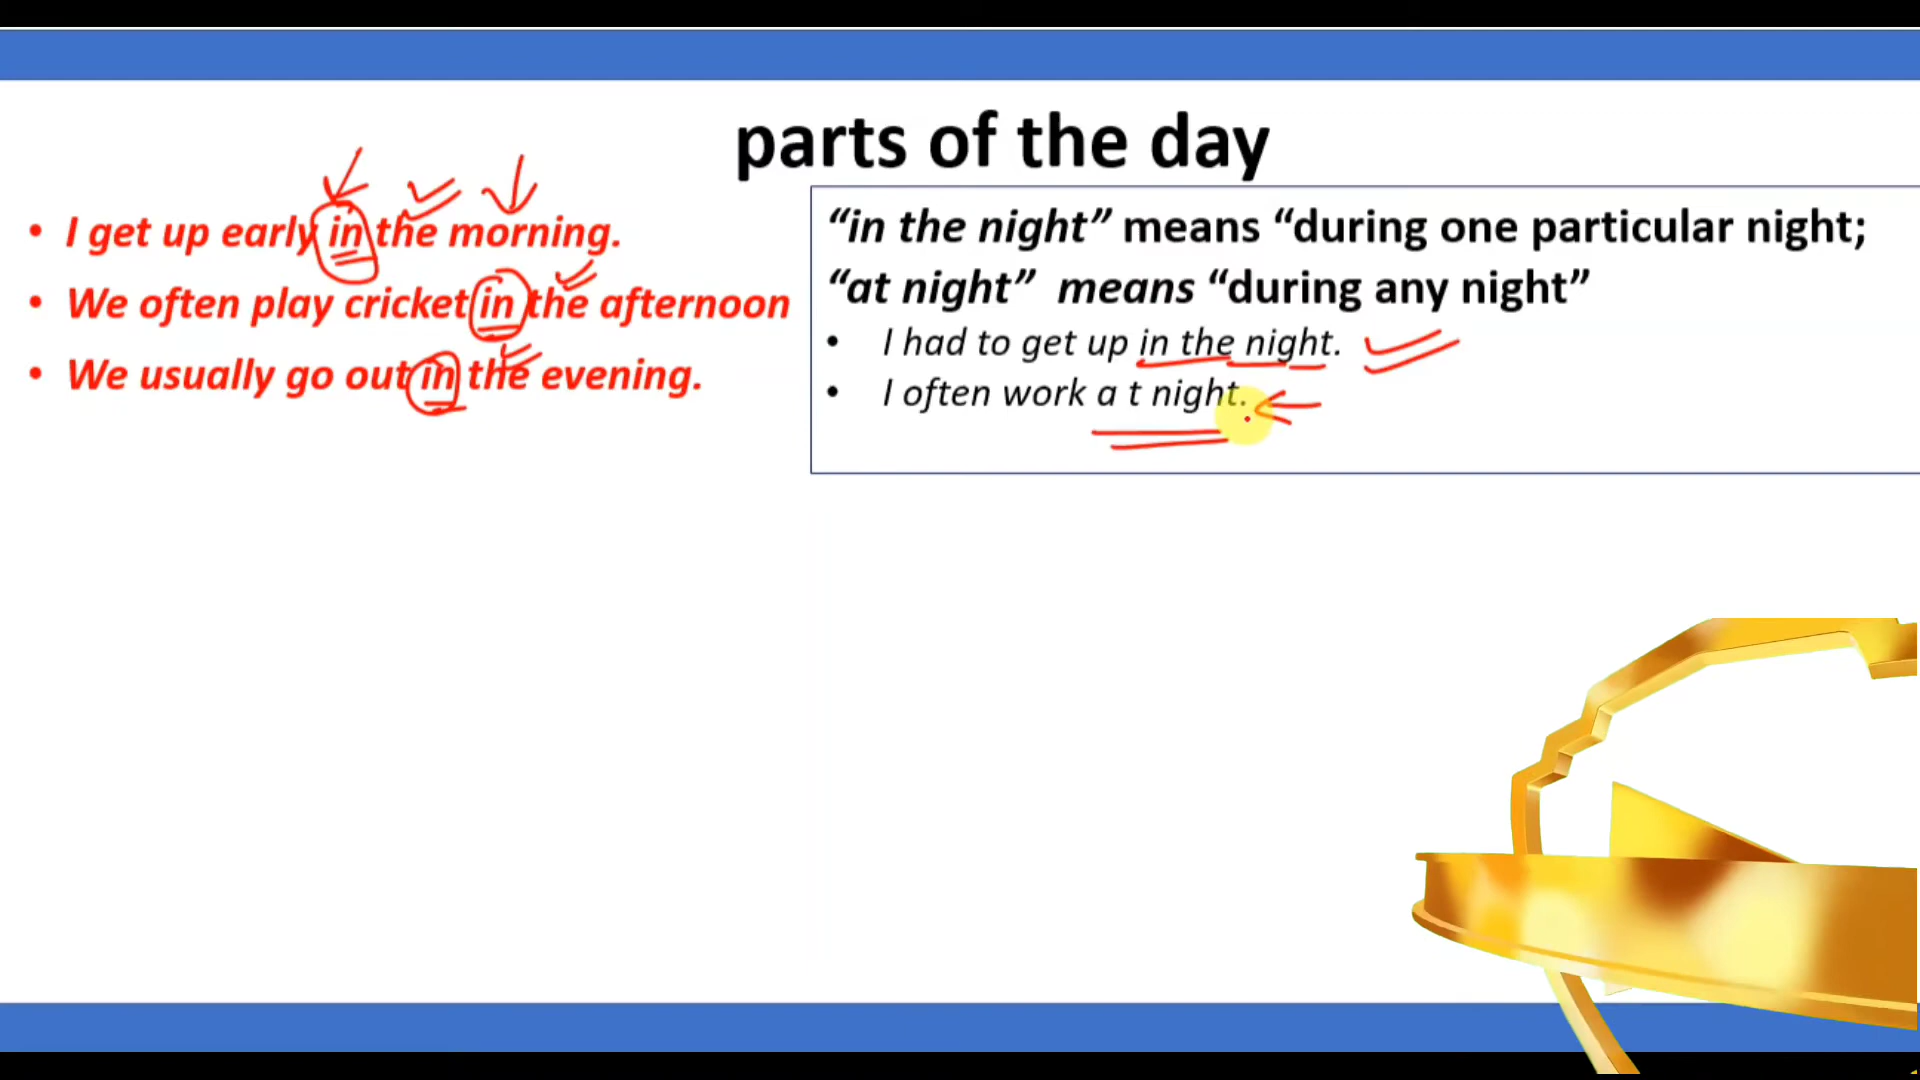 parts of the day
• I get up early in the morning.
• We often play cricket in the afternoon
• We usually go out in the evening.
“in the night” means “during one particular night;
“at night” means “during any night”
• I had to get up in the night.
• I often work a t night.